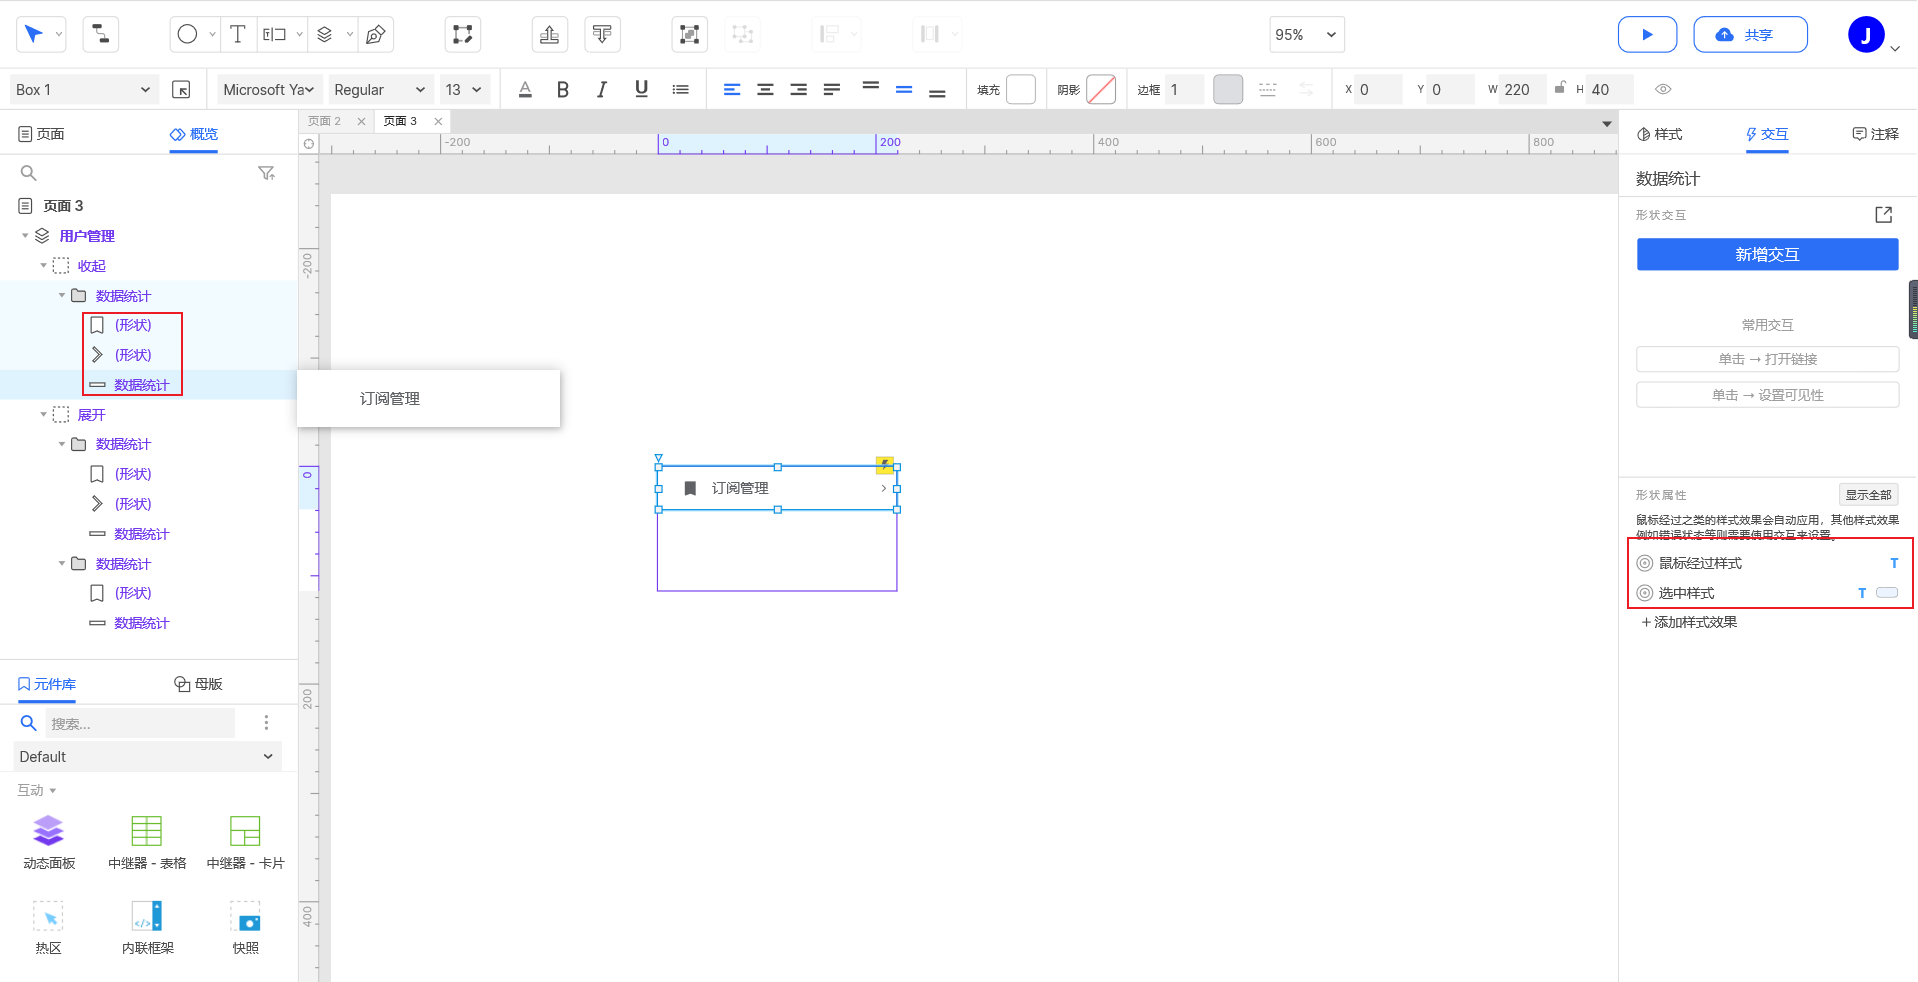 95%
共享
J
Box 1
Microsoft Ya
Regular
13
填充
阴影
边框
1
X
0
Y
0
W
220
H
40
页面
概览
页面 2
页面 3
样式
交互
注释
-200
0
200
400
600
800
数据统计
页面 3
形状交互
用户管理
新增交互
收起
-200
数据统计
(形状)
常用交互
(形状)
单击 → 打开链接
数据统计
单击 → 设置可见性
订阅管理
展开
数据统计
(形状)
0
订阅管理
形状属性
显示全部
(形状)
鼠标经过之类的样式效果会自动应用，其他样式效果
例如错误状态等则需要使用交互来设置。
数据统计
数据统计
鼠标经过样式
T
(形状)
选中样式
T
数据统计
+ 添加样式效果
元件库
母版
200
搜索...
Default
互动
动态面板
中继器 - 表格
中继器 - 卡片
400
</>
热区
内联框架
快照